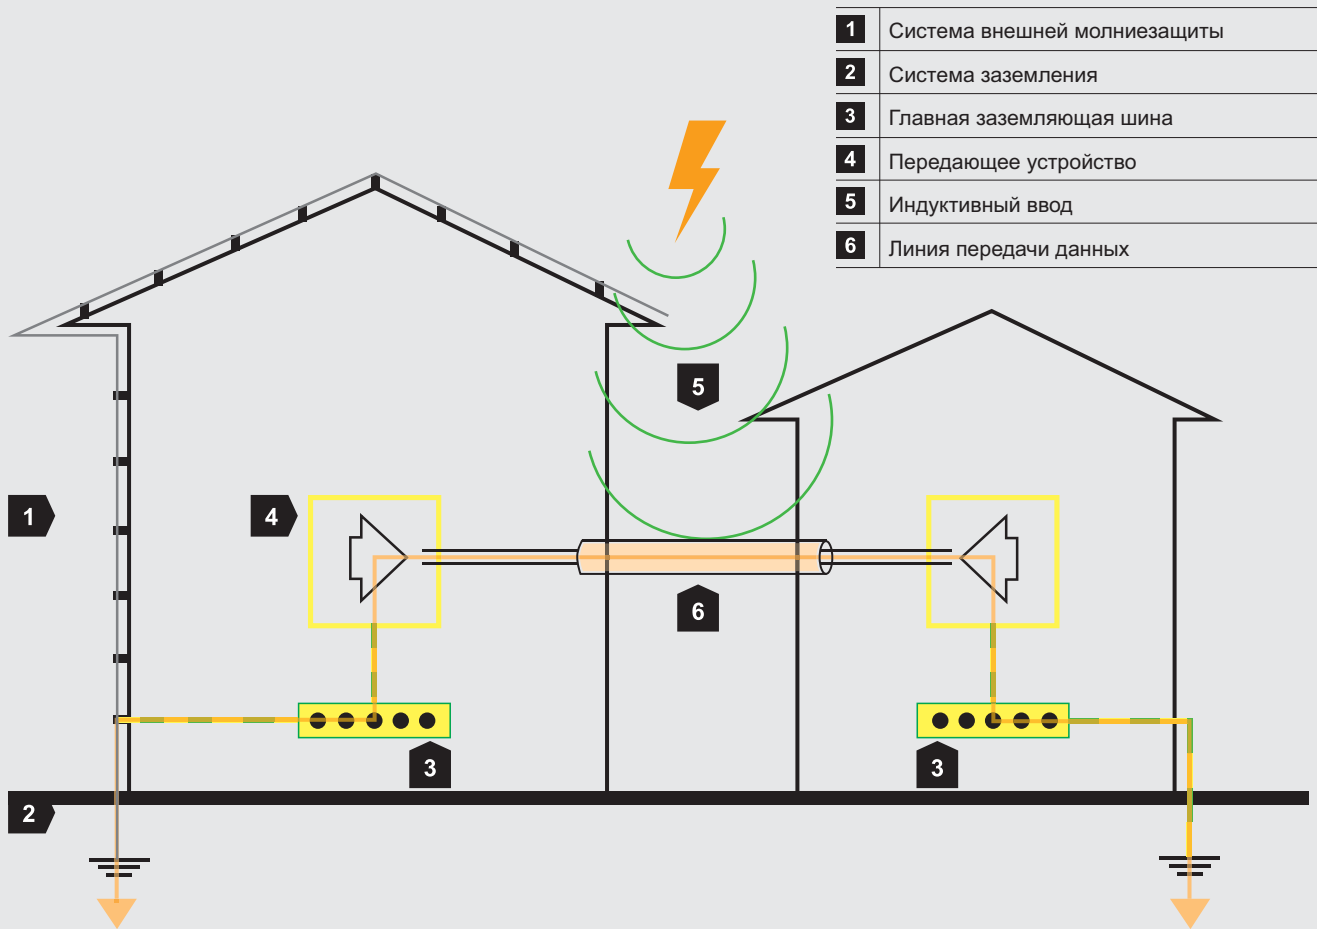 1 Система внешней молниезащиты
2 Система заземления
3 Главная заземляющая шина
4 Передающее устройство
5 Индуктивный ввод
6 Линия передачи данных
5
1
4
6
3
3
2